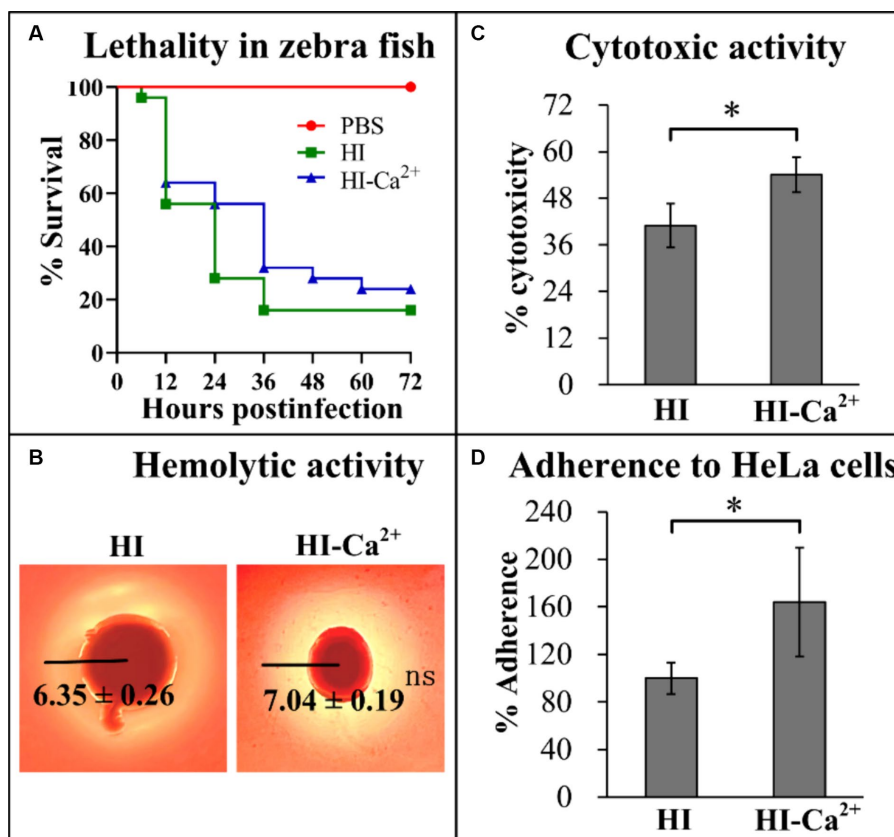 A Lethality in zebra fish
100
80
60
40
20
0
% Survival
PBS
HI
HI-Ca²⁺
0 12 24 36 48 60 72
Hours postinfection
B Hemolytic activity
HI HI-Ca²⁺
6.35 ± 0.26
7.04 ± 0.19
ns
C Cytotoxic activity
72
60
48
36
24
12
0
% cytotoxicity
*
HI HI-Ca²⁺
D Adherence to HeLa cells
240
200
160
120
80
40
0
% Adherence
*
HI HI-Ca²⁺